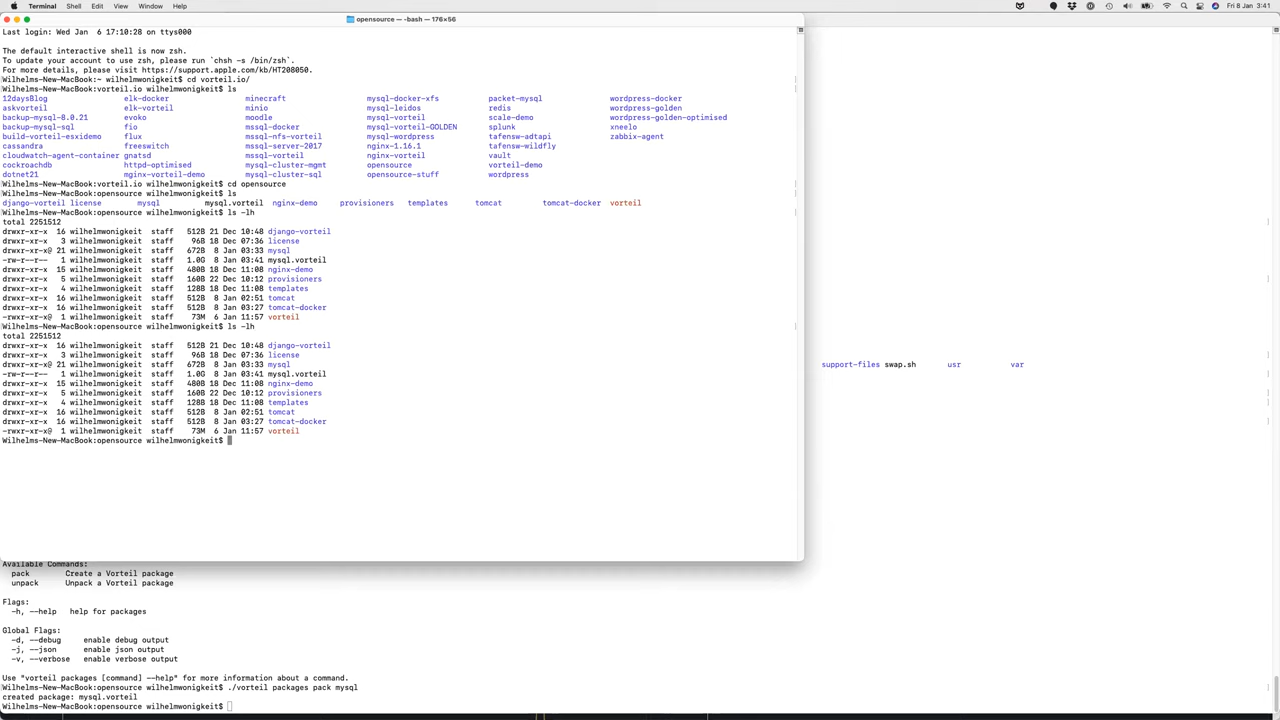 Terminal Shell Edit View Window Help Fri 8 Jan 3:41
opensource — -bash — 176×56
Last login: Wed Jan  6 17:10:28 on ttys000
The default interactive shell is now zsh.
To update your account to use zsh, please run `chsh -s /bin/zsh`.
For more details, please visit https://support.apple.com/kb/HT208050.
Wilhelms-New-MacBook:~ wilhelmwonigkeit$ cd vorteil.io/
Wilhelms-New-MacBook:vorteil.io wilhelmwonigkeit$ ls
12daysBlog elk-docker minecraft mysql-docker-xfs packet-mysql wordpress-docker
askvorteil elk-vorteil minio mysql-leidos redis wordpress-golden
backup-mysql-8.0.21 evoko moodle mysql-vorteil scale-demo wordpress-golden-optimised
backup-mysql-sql fio mssql-docker mysql-vorteil-GOLDEN splunk xneelo
build-vorteil-esxidemo flux mssql-nfs-vorteil mysql-wordpress tafensw-adtapi zabbix-agent
cassandra freeswitch mssql-server-2017 nginx-1.16.1 tafensw-wildfly
cloudwatch-agent-container gnatsd mssql-vorteil nginx-vorteil vault
cockroachdb httpd-optimised mysql-cluster-mgmt opensource vorteil-demo
dotnet21 mginx-vorteil-demo mysql-cluster-sql opensource-stuff wordpress
Wilhelms-New-MacBook:vorteil.io wilhelmwonigkeit$ cd opensource
Wilhelms-New-MacBook:opensource wilhelmwonigkeit$ ls
django-vorteil license mysql mysql.vorteil nginx-demo provisioners templates tomcat tomcat-docker vorteil
Wilhelms-New-MacBook:opensource wilhelmwonigkeit$ ls -lh
total 2251512
drwxr-xr-x  16 wilhelmwonigkeit  staff   512B 21 Dec 10:48 django-vorteil
drwxr-xr-x   3 wilhelmwonigkeit  staff    96B 18 Dec 07:36 license
drwxr-xr-x@ 21 wilhelmwonigkeit  staff   672B  8 Jan 03:33 mysql
-rw-r--r--   1 wilhelmwonigkeit  staff   1.0G  8 Jan 03:41 mysql.vorteil
drwxr-xr-x  15 wilhelmwonigkeit  staff   480B 18 Dec 11:08 nginx-demo
drwxr-xr-x   5 wilhelmwonigkeit  staff   160B 22 Dec 10:12 provisioners
drwxr-xr-x   4 wilhelmwonigkeit  staff   128B 18 Dec 11:08 templates
drwxr-xr-x  16 wilhelmwonigkeit  staff   512B  8 Jan 02:51 tomcat
drwxr-xr-x  16 wilhelmwonigkeit  staff   512B  8 Jan 03:27 tomcat-docker
-rwxr-xr-x@  1 wilhelmwonigkeit  staff    73M  6 Jan 11:57 vorteil
Wilhelms-New-MacBook:opensource wilhelmwonigkeit$ ls -lh
total 2251512
drwxr-xr-x  16 wilhelmwonigkeit  staff   512B 21 Dec 10:48 django-vorteil
drwxr-xr-x   3 wilhelmwonigkeit  staff    96B 18 Dec 07:36 license
drwxr-xr-x@ 21 wilhelmwonigkeit  staff   672B  8 Jan 03:33 mysql
-rw-r--r--   1 wilhelmwonigkeit  staff   1.0G  8 Jan 03:41 mysql.vorteil
drwxr-xr-x  15 wilhelmwonigkeit  staff   480B 18 Dec 11:08 nginx-demo
drwxr-xr-x   5 wilhelmwonigkeit  staff   160B 22 Dec 10:12 provisioners
drwxr-xr-x   4 wilhelmwonigkeit  staff   128B 18 Dec 11:08 templates
drwxr-xr-x  16 wilhelmwonigkeit  staff   512B  8 Jan 02:51 tomcat
drwxr-xr-x  16 wilhelmwonigkeit  staff   512B  8 Jan 03:27 tomcat-docker
-rwxr-xr-x@  1 wilhelmwonigkeit  staff    73M  6 Jan 11:57 vorteil
Wilhelms-New-MacBook:opensource wilhelmwonigkeit$
support-files swap.sh usr var
Available Commands:
pack        Create a Vorteil package
unpack      Unpack a Vorteil package
Flags:
-h, --help   help for packages
Global Flags:
-d, --debug     enable debug output
-j, --json      enable json output
-v, --verbose   enable verbose output
Use "vorteil packages [command] --help" for more information about a command.
Wilhelms-New-MacBook:opensource wilhelmwonigkeit$ ./vorteil packages pack mysql
created package: mysql.vorteil
Wilhelms-New-MacBook:opensource wilhelmwonigkeit$